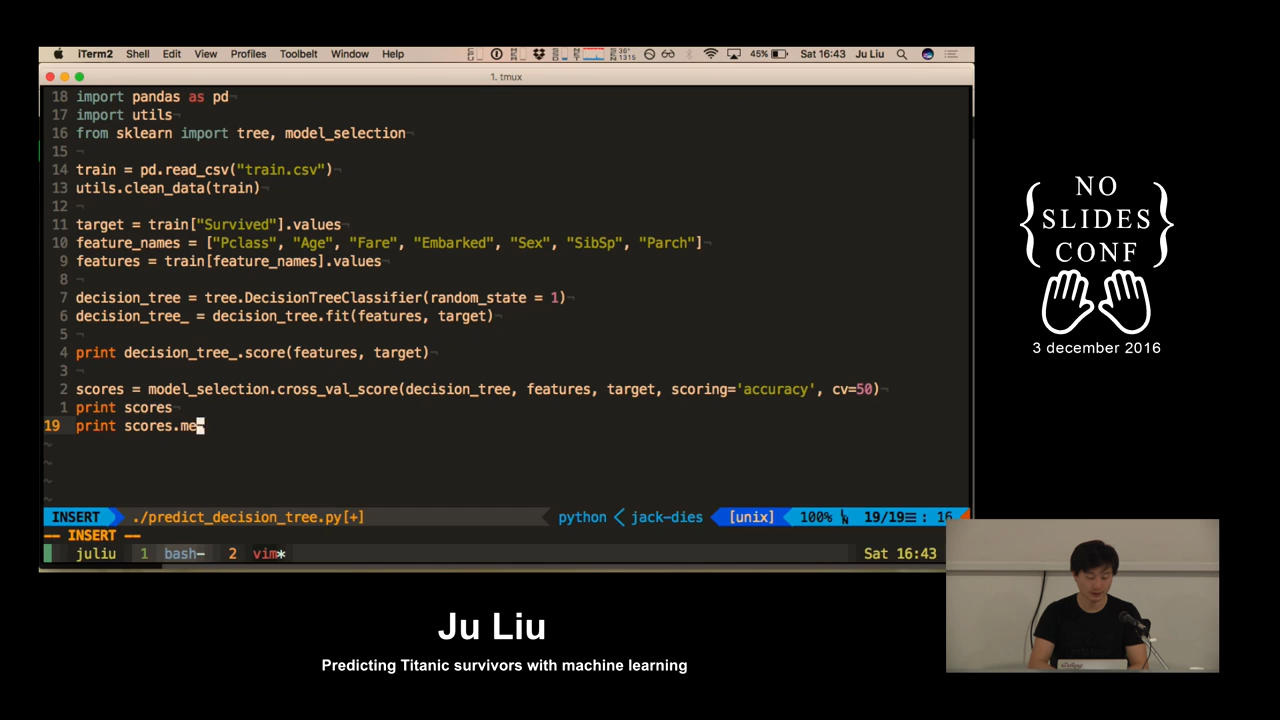 iTerm2 Shell Edit View Profiles Toolbelt Window Help 45% Sat 16:43 Ju Liu
1. tmux
18 import pandas as pd¬
17 import utils¬
16 from sklearn import tree, model_selection¬
15 ¬
14 train = pd.read_csv("train.csv")¬
13 utils.clean_data(train)¬
12 ¬
11 target = train["Survived"].values¬
10 feature_names = ["Pclass", "Age", "Fare", "Embarked", "Sex", "SibSp", "Parch"]¬
9 features = train[feature_names].values¬
8 ¬
7 decision_tree = tree.DecisionTreeClassifier(random_state = 1)¬
6 decision_tree_ = decision_tree.fit(features, target)¬
5 ¬
4 print decision_tree_.score(features, target)¬
3 ¬
2 scores = model_selection.cross_val_score(decision_tree, features, target, scoring='accuracy', cv=50)¬
1 print scores¬
19 print scores.me¬
~
~
~
~
INSERT ./predict_decision_tree.py[+] python < jack-dies [unix] 100% 19/19 : 16
-- INSERT --
juliu 1 bash- 2 vim* Sat 16:43
NO
SLIDES
CONF
3 december 2016
Ju Liu
Predicting Titanic survivors with machine learning